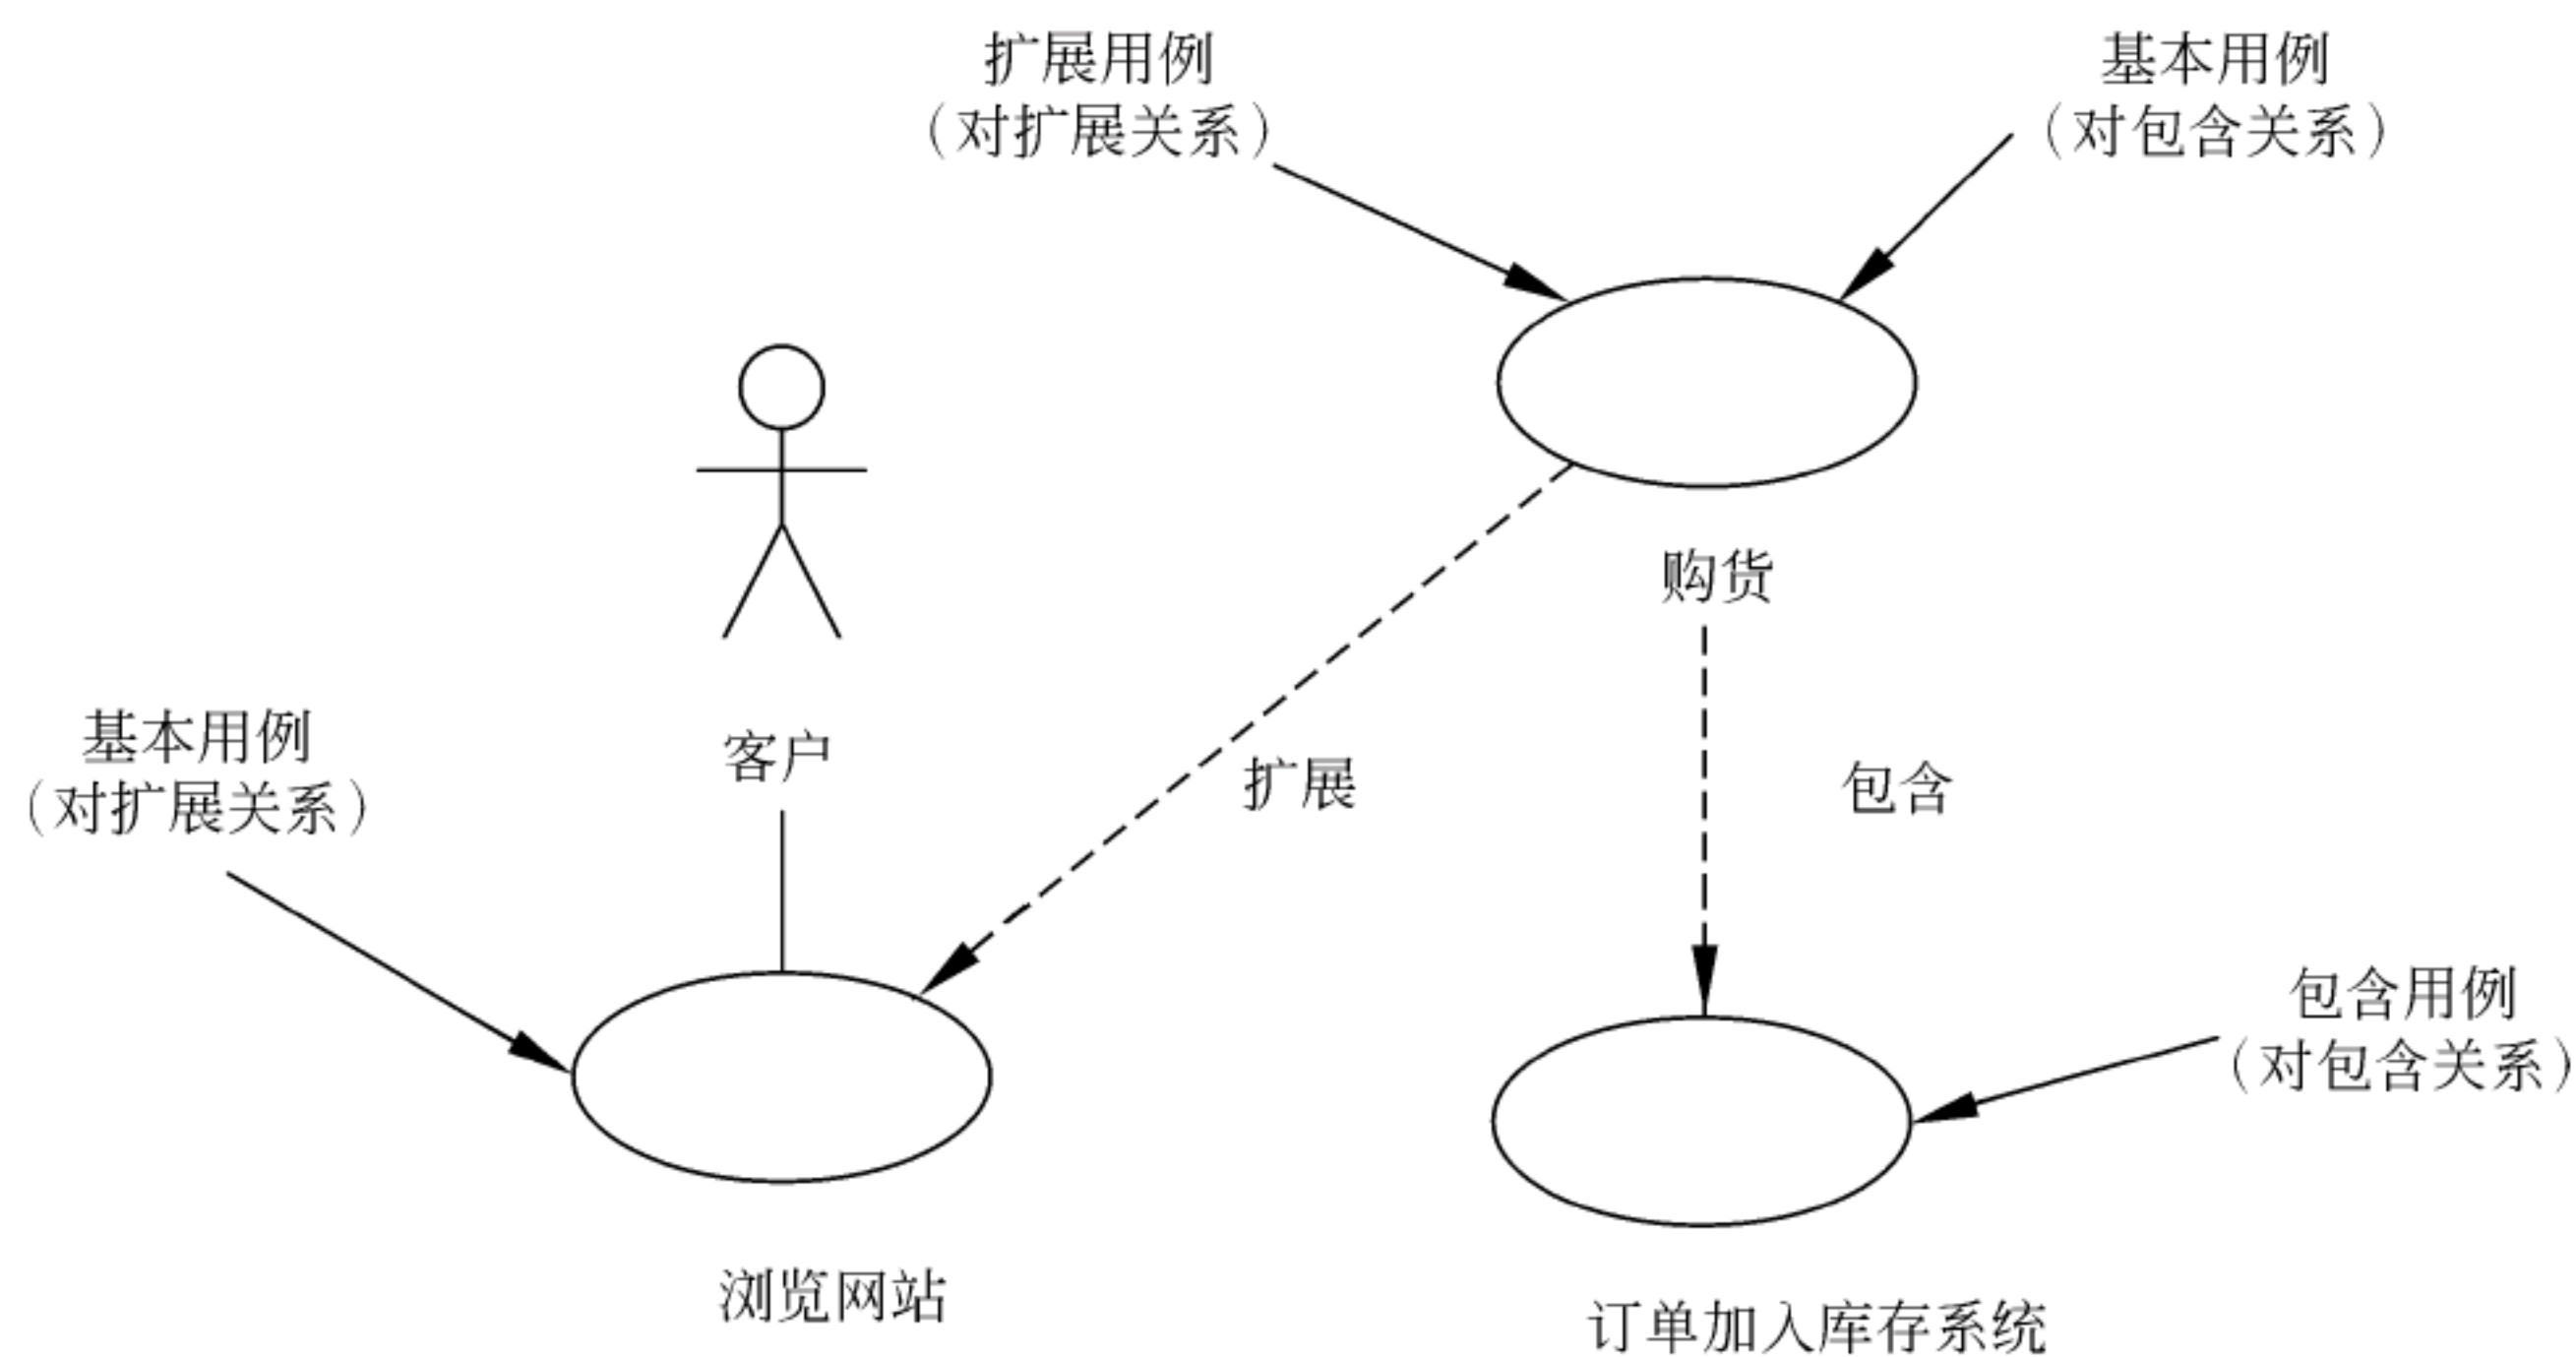 扩展用例
（对扩展关系）
基本用例
（对包含关系）
购货
基本用例
（对扩展关系）
客户
扩展
包含
包含用例
（对包含关系）
浏览网站
订单加入库存系统